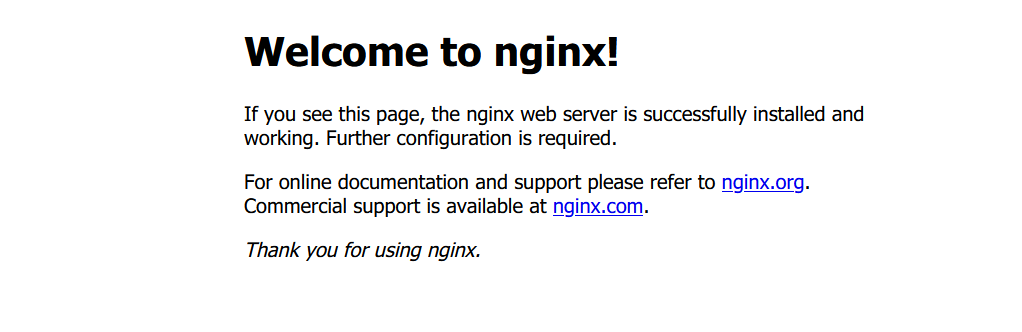 Welcome to nginx!
If you see this page, the nginx web server is successfully installed and
working. Further configuration is required.
For online documentation and support please refer to nginx.org.
Commercial support is available at nginx.com.
Thank you for using nginx.